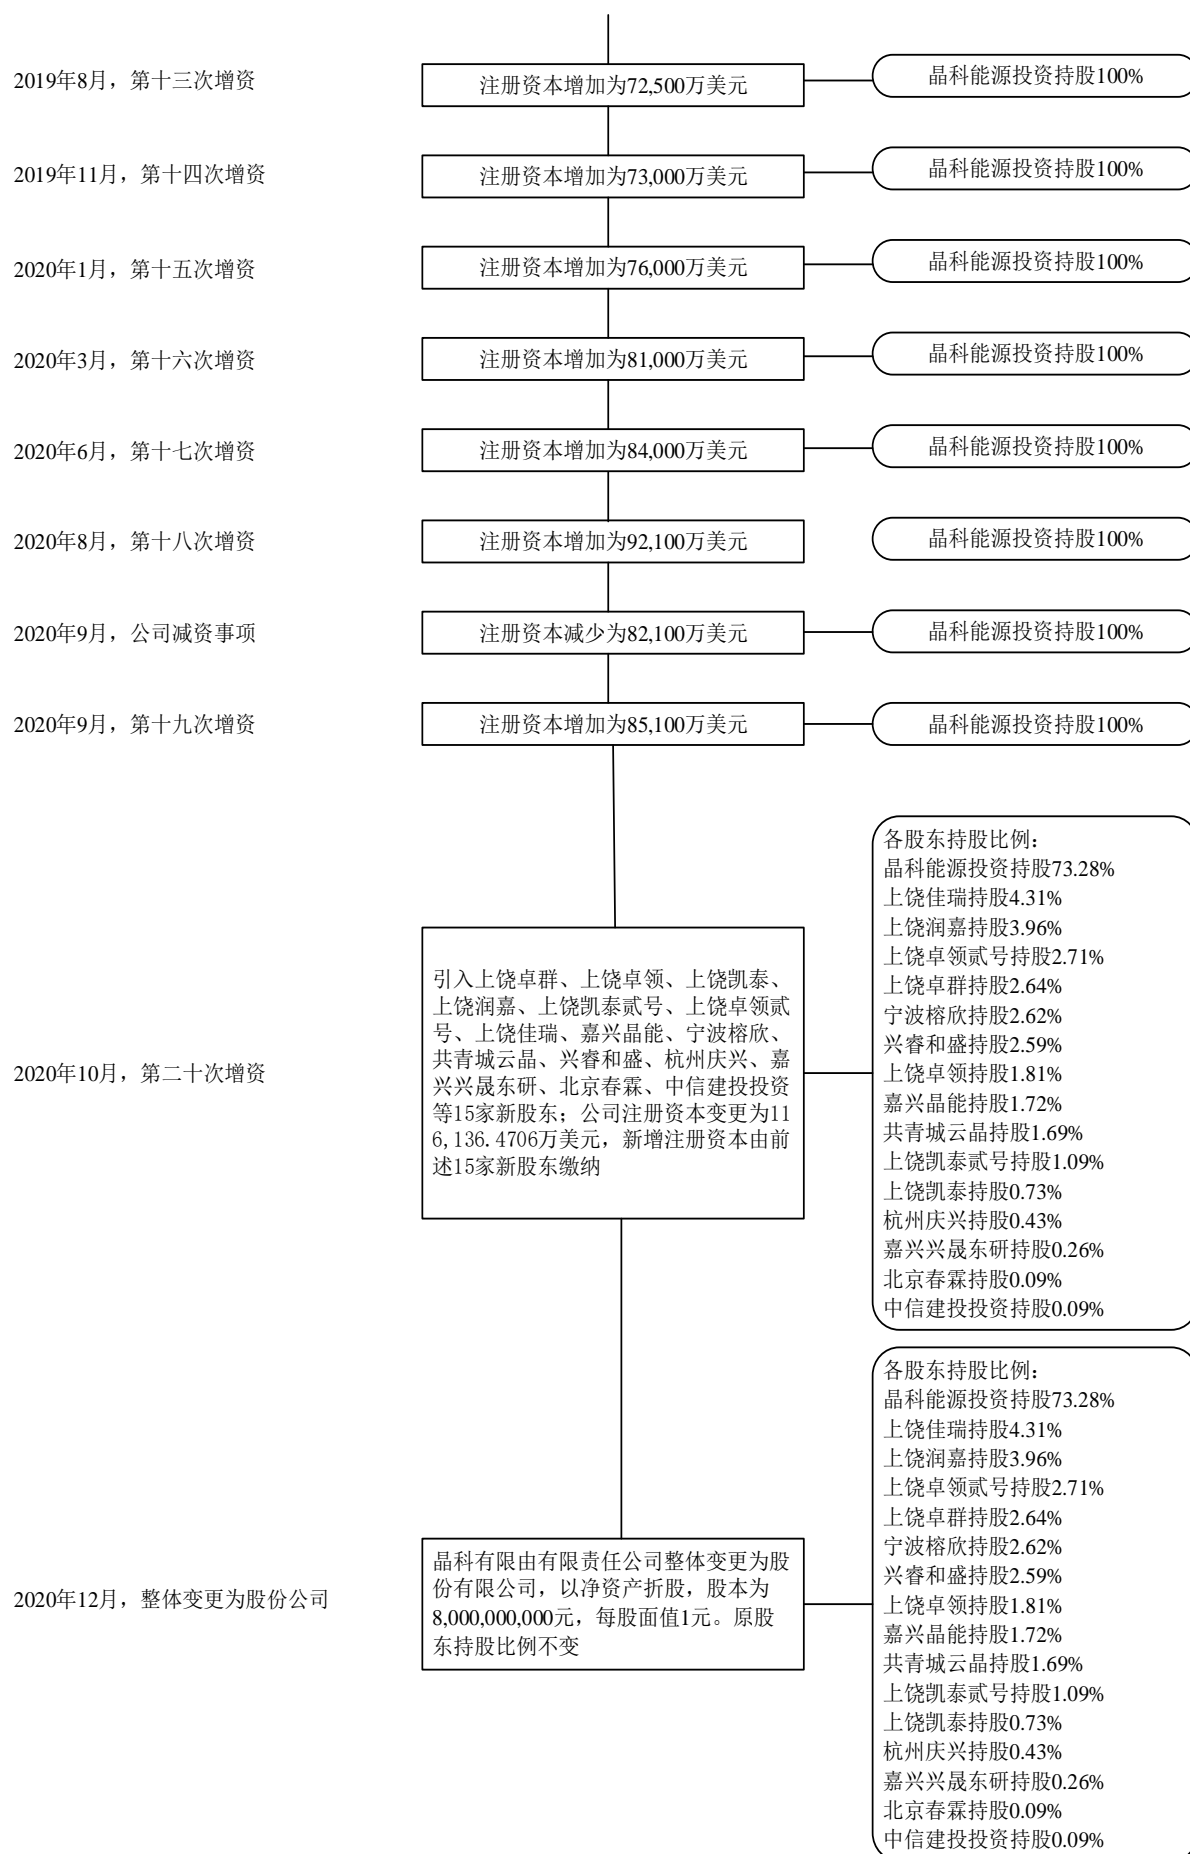 2019年8月，第十三次增资
注册资本增加为72,500万美元
晶科能源投资持股100%
2019年11月，第十四次增资
注册资本增加为73,000万美元
晶科能源投资持股100%
2020年1月，第十五次增资
注册资本增加为76,000万美元
晶科能源投资持股100%
2020年3月，第十六次增资
注册资本增加为81,000万美元
晶科能源投资持股100%
2020年6月，第十七次增资
注册资本增加为84,000万美元
晶科能源投资持股100%
2020年8月，第十八次增资
注册资本增加为92,100万美元
晶科能源投资持股100%
2020年9月，公司减资事项
注册资本减少为82,100万美元
晶科能源投资持股100%
2020年9月，第十九次增资
注册资本增加为85,100万美元
晶科能源投资持股100%
2020年10月，第二十次增资
引入上饶卓群、上饶卓领、上饶凯泰、
上饶润嘉、上饶凯泰贰号、上饶卓领贰
号、上饶佳瑞、嘉兴晶能、宁波榕欣、
共青城云晶、兴睿和盛、杭州庆兴、嘉
兴兴晟东研、北京春霖、中信建投投资
等15家新股东；公司注册资本变更为11
6,136.4706万美元，新增注册资本由前
述15家新股东缴纳
各股东持股比例：
晶科能源投资持股73.28%
上饶佳瑞持股4.31%
上饶润嘉持股3.96%
上饶卓领贰号持股2.71%
上饶卓群持股2.64%
宁波榕欣持股2.62%
兴睿和盛持股2.59%
上饶卓领持股1.81%
嘉兴晶能持股1.72%
共青城云晶持股1.69%
上饶凯泰贰号持股1.09%
上饶凯泰持股0.73%
杭州庆兴持股0.43%
嘉兴兴晟东研持股0.26%
北京春霖持股0.09%
中信建投投资持股0.09%
2020年12月，整体变更为股份公司
晶科有限由有限责任公司整体变更为股
份有限公司，以净资产折股，股本为
8,000,000,000元，每股面值1元。原股
东持股比例不变
各股东持股比例：
晶科能源投资持股73.28%
上饶佳瑞持股4.31%
上饶润嘉持股3.96%
上饶卓领贰号持股2.71%
上饶卓群持股2.64%
宁波榕欣持股2.62%
兴睿和盛持股2.59%
上饶卓领持股1.81%
嘉兴晶能持股1.72%
共青城云晶持股1.69%
上饶凯泰贰号持股1.09%
上饶凯泰持股0.73%
杭州庆兴持股0.43%
嘉兴兴晟东研持股0.26%
北京春霖持股0.09%
中信建投投资持股0.09%